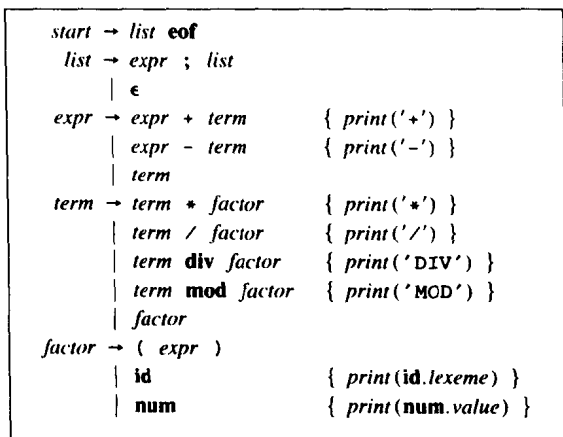 start → list eof
list → expr ; list
| ϵ
expr → expr + term { print('+') }
| expr - term { print('-') }
| term
term → term * factor { print('*') }
| term / factor { print('/') }
| term div factor { print('DIV') }
| term mod factor { print('MOD') }
| factor
factor → ( expr )
| id { print(id.lexeme) }
| num { print(num.value) }